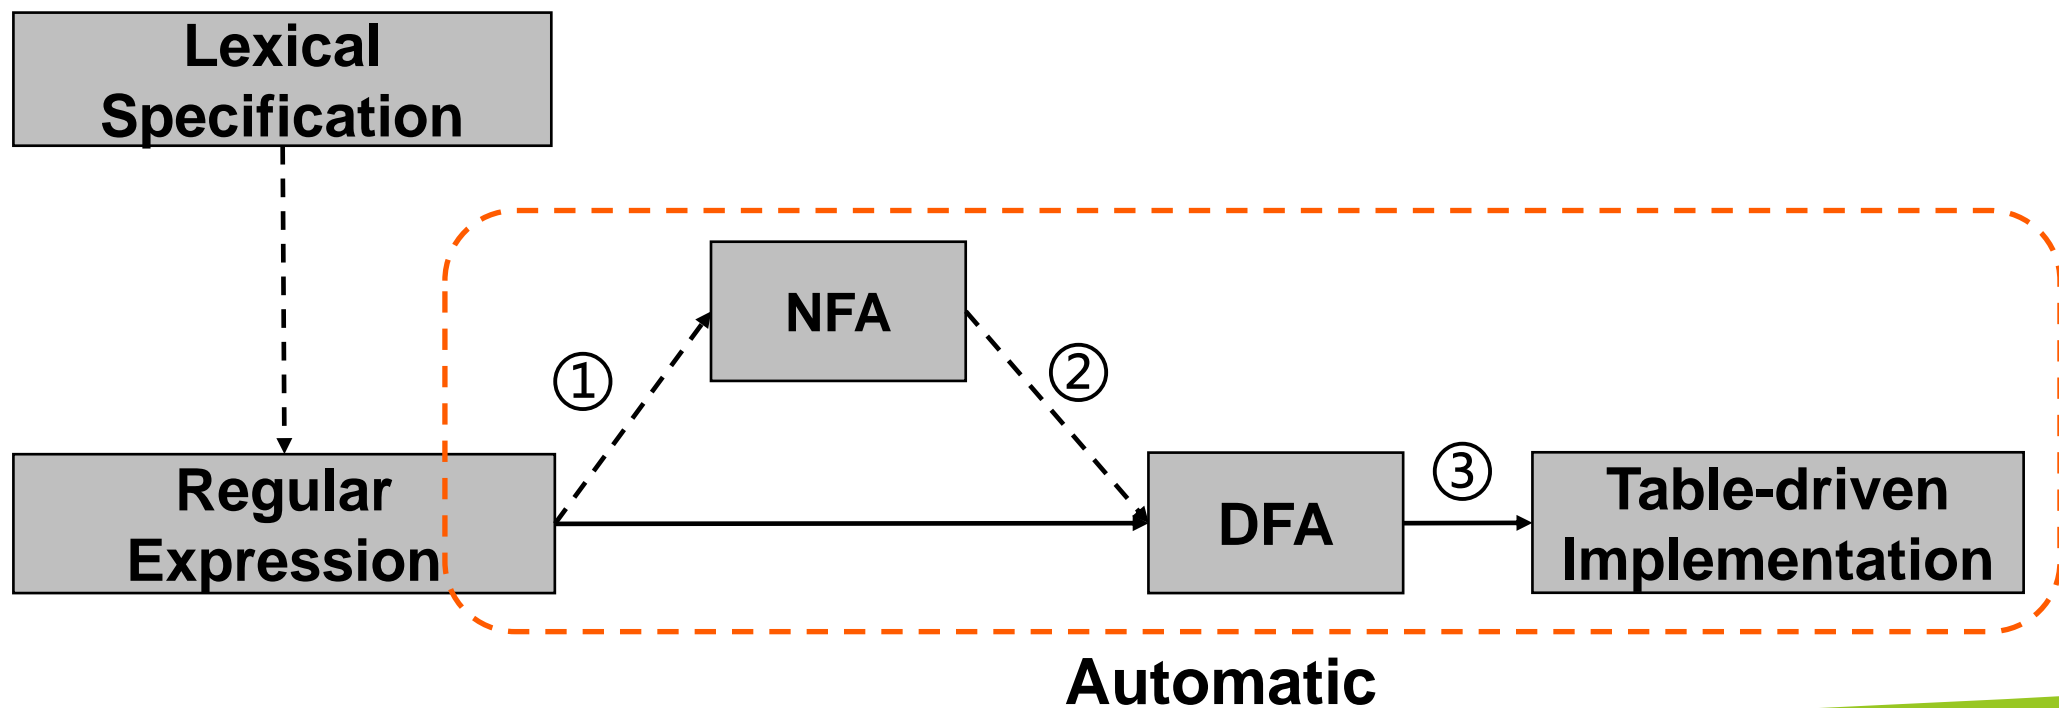 Lexical
Specification
NFA
①
②
③
Regular
Expression
DFA
Table-driven
Implementation
Automatic